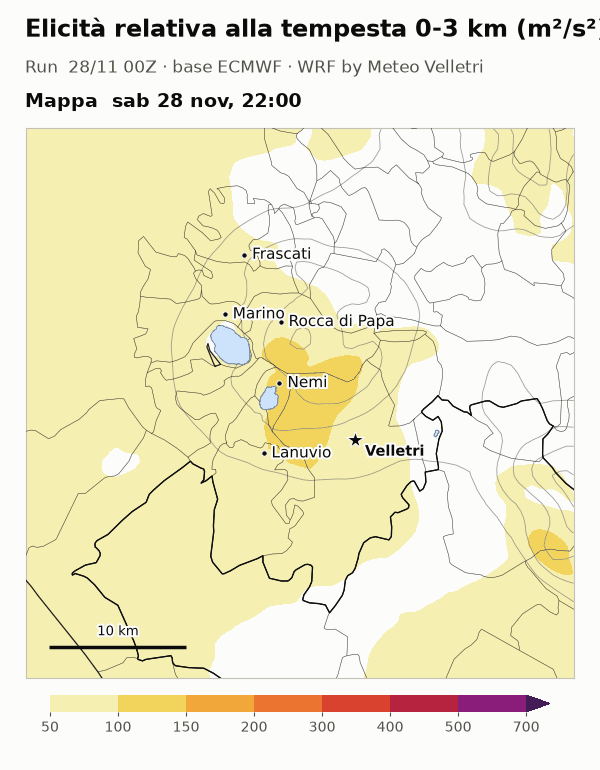 Elicità relativa alla tempesta 0-3 km (m²/s²)
Run 28/11 00Z · base ECMWF · WRF by Meteo Velletri
Mappa sab 28 nov, 22:00
Frascati
Marino
Rocca di Papa
Nemi
Velletri
Lanuvio
10 km
50 100 150 200 300 400 500 700